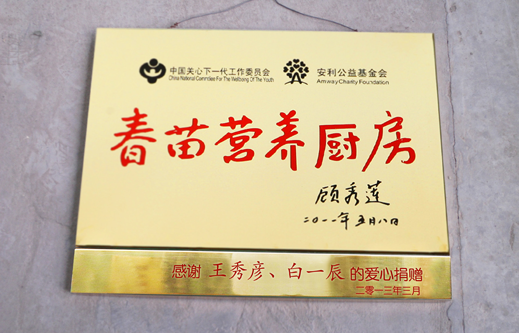 中国关心下一代工作委员会 安利公益基金会
China National Committee For The Wellbeing Of The Youth Amway Charity Foundation
春苗营养厨房
顾秀莲
二〇一一年五月八日
感谢 王秀彦、白一辰 的爱心捐赠
二零一三年三月